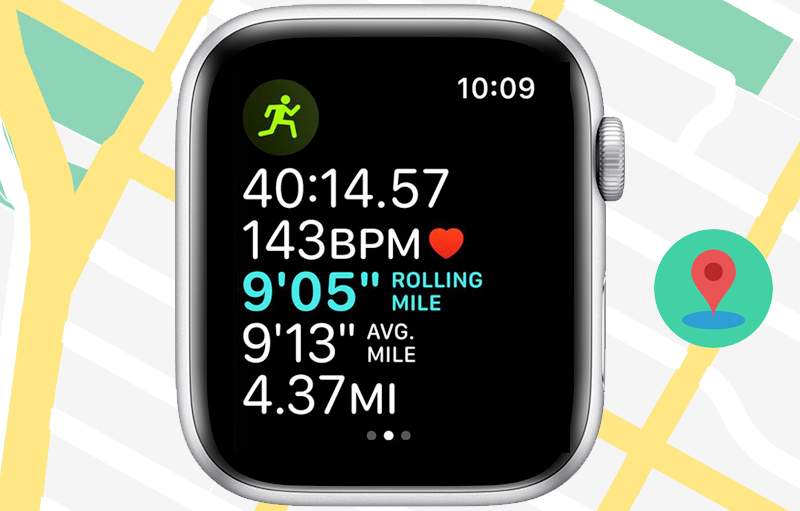 10:09
40:14.57
143BPM
9'05" ROLLING MILE
9'13" AVG. MILE
4.37MI